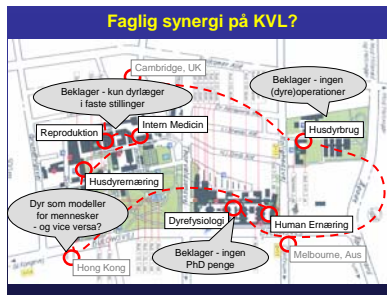 Faglig synergi på KVL?
Cambridge, UK
Beklager - kun dyrlæger
i faste stillinger
Beklager - ingen
(dyre)operationer
Intern Medicin
Reproduktion
Husdyrbrug
Husdyrernæring
Dyr som modeller
for mennesker
- og vice versa?
Dyrefysiologi
Human Ernæring
Beklager - ingen
PhD penge
Melbourne, Aus
Hong Kong